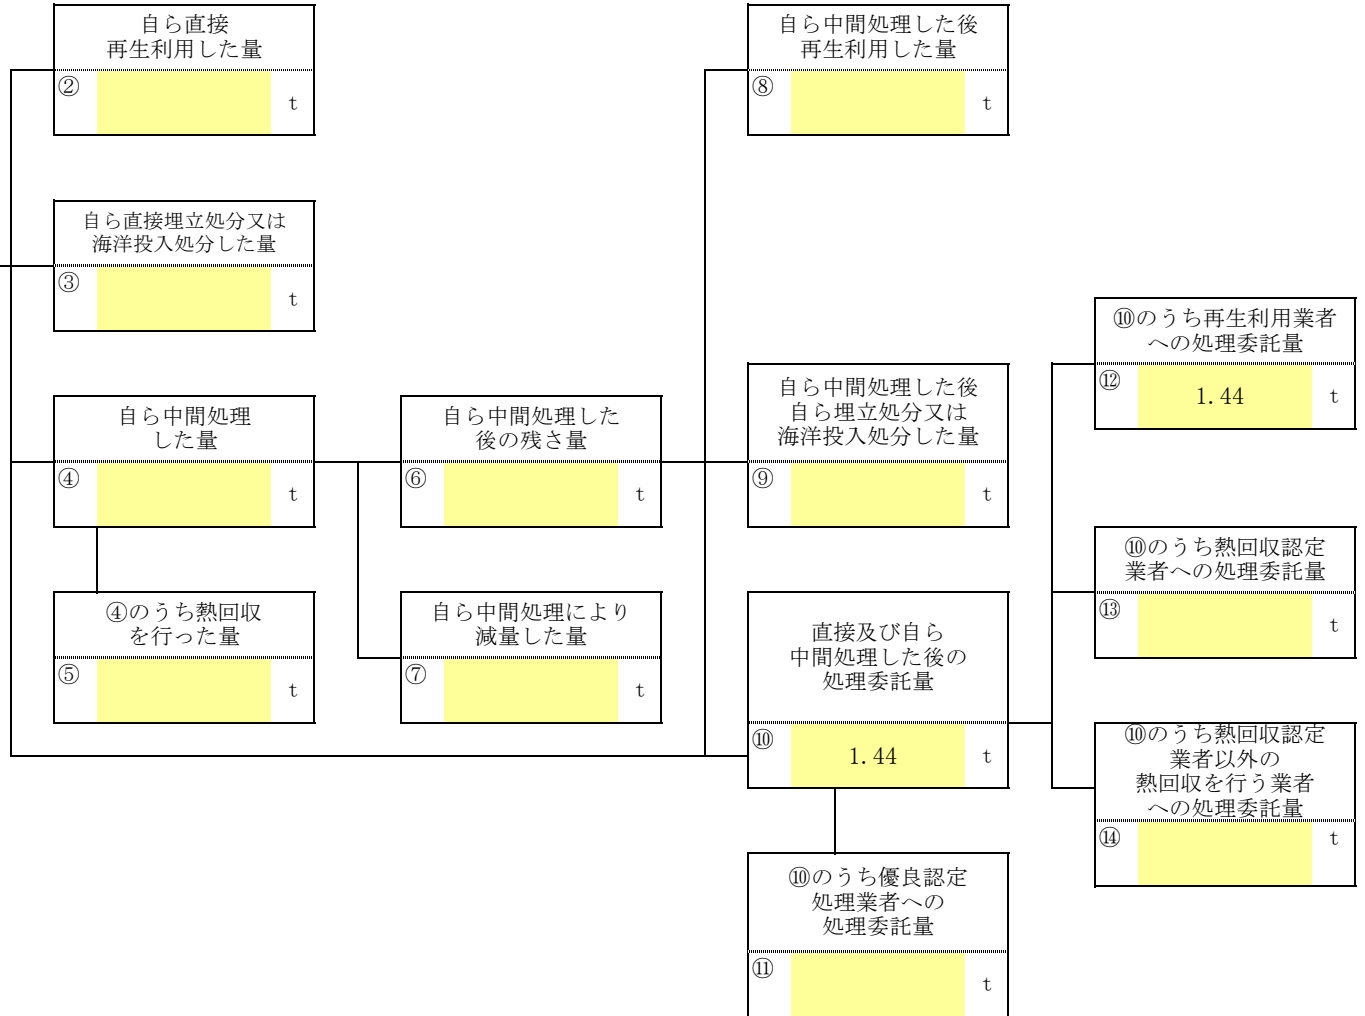 自ら直接
再生利用した量
② t
自ら直接埋立処分又は
海洋投入処分した量
③ t
自ら中間処理
した量
④ t
④のうち熱回収
を行った量
⑤ t
自ら中間処理した
後の残さ量
⑥ t
自ら中間処理により
減量した量
⑦ t
自ら中間処理した後
再生利用した量
⑧ t
自ら中間処理した後
自ら埋立処分又は
海洋投入処分した量
⑨ t
直接及び自ら
中間処理した後の
処理委託量
⑩ 1.44 t
⑩のうち優良認定
処理業者への
処理委託量
⑪ t
⑩のうち再生利用業者
への処理委託量
⑫ 1.44 t
⑩のうち熱回収認定
業者への処理委託量
⑬ t
⑩のうち熱回収認定
業者以外の
熱回収を行う業者
への処理委託量
⑭ t